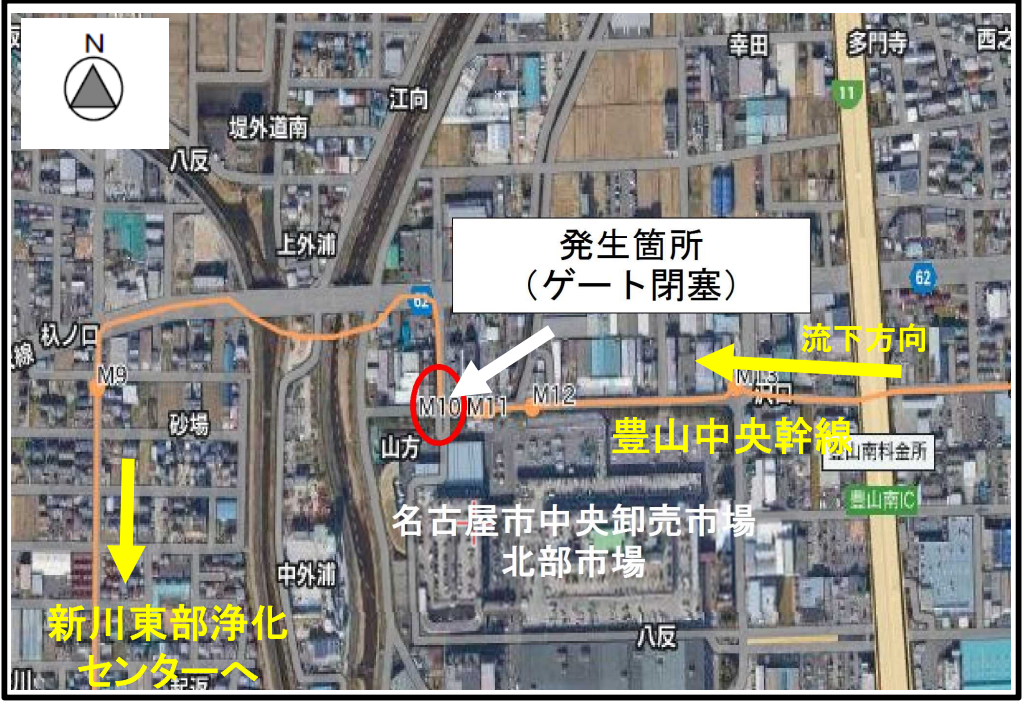 N
幸田
多門寺
西之
11
江向
堤外道南
八反
発生箇所
（ゲート閉塞）
上外浦
62
62
杁ノ口
線
流下方向
M9
M13
M12
M10
M11
砂場
山方
豊山中央幹線
豊山南料金所
豊山南IC
名古屋市中央卸売市場
北部市場
中外浦
新川東部浄化
センターへ
八反
川